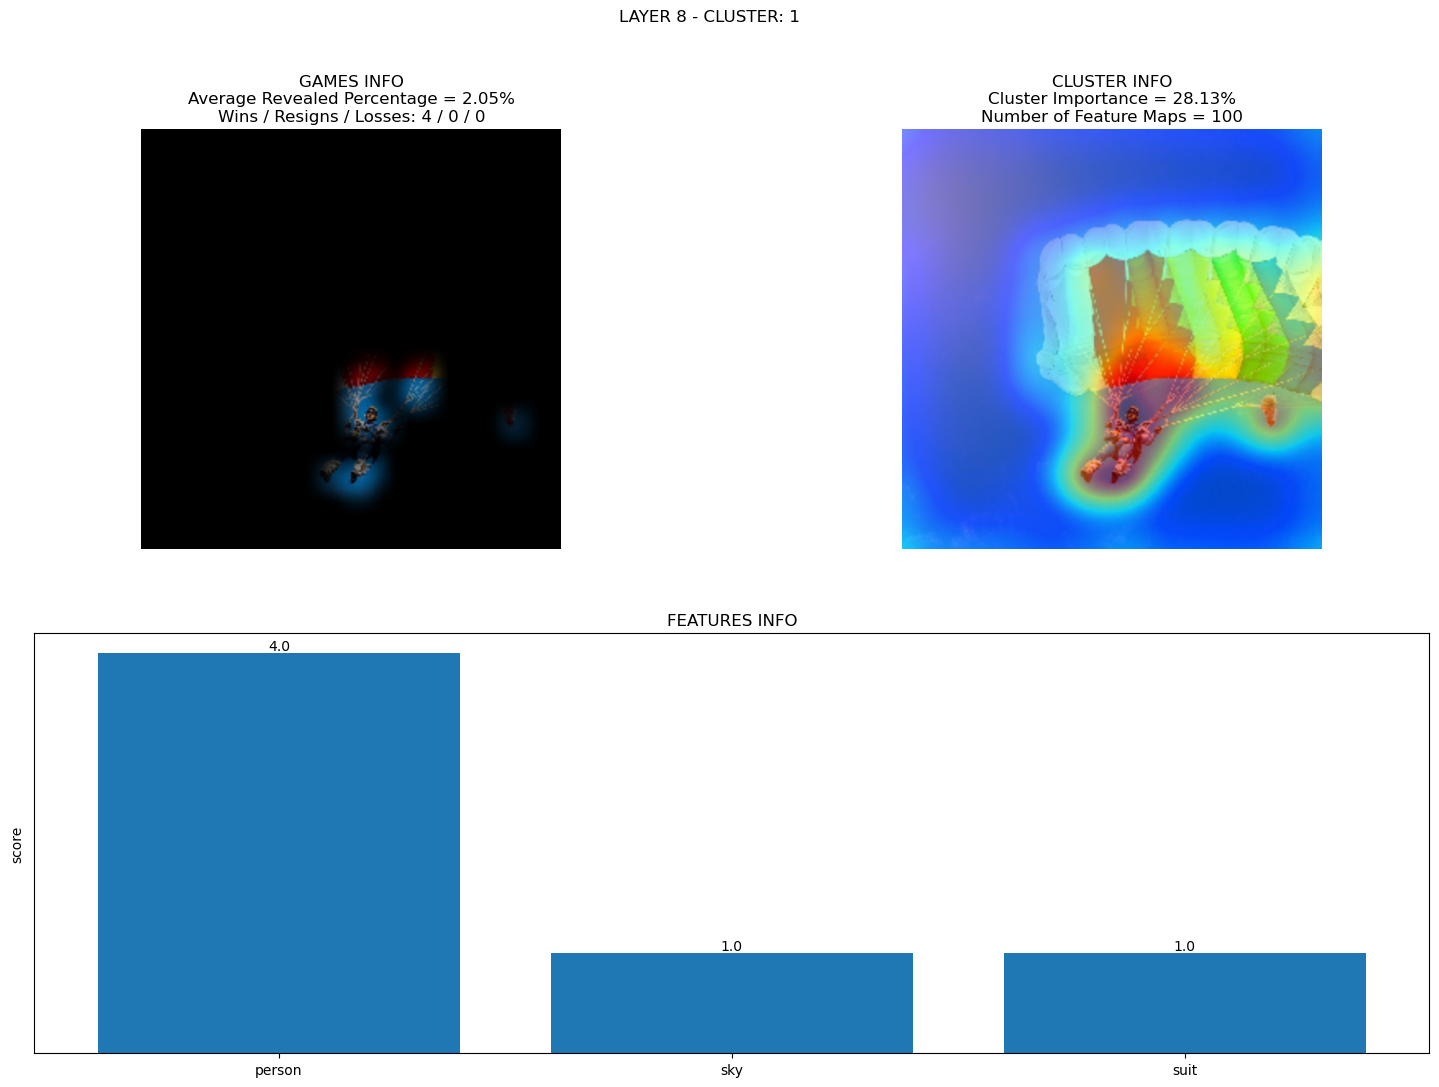 LAYER 8 - CLUSTER: 1
GAMES INFO
Average Revealed Percentage = 2.05%
Wins / Resigns / Losses: 4 / 0 / 0
CLUSTER INFO
Cluster Importance = 28.13%
Number of Feature Maps = 100
FEATURES INFO
score
4.0
1.0
1.0
person
sky
suit